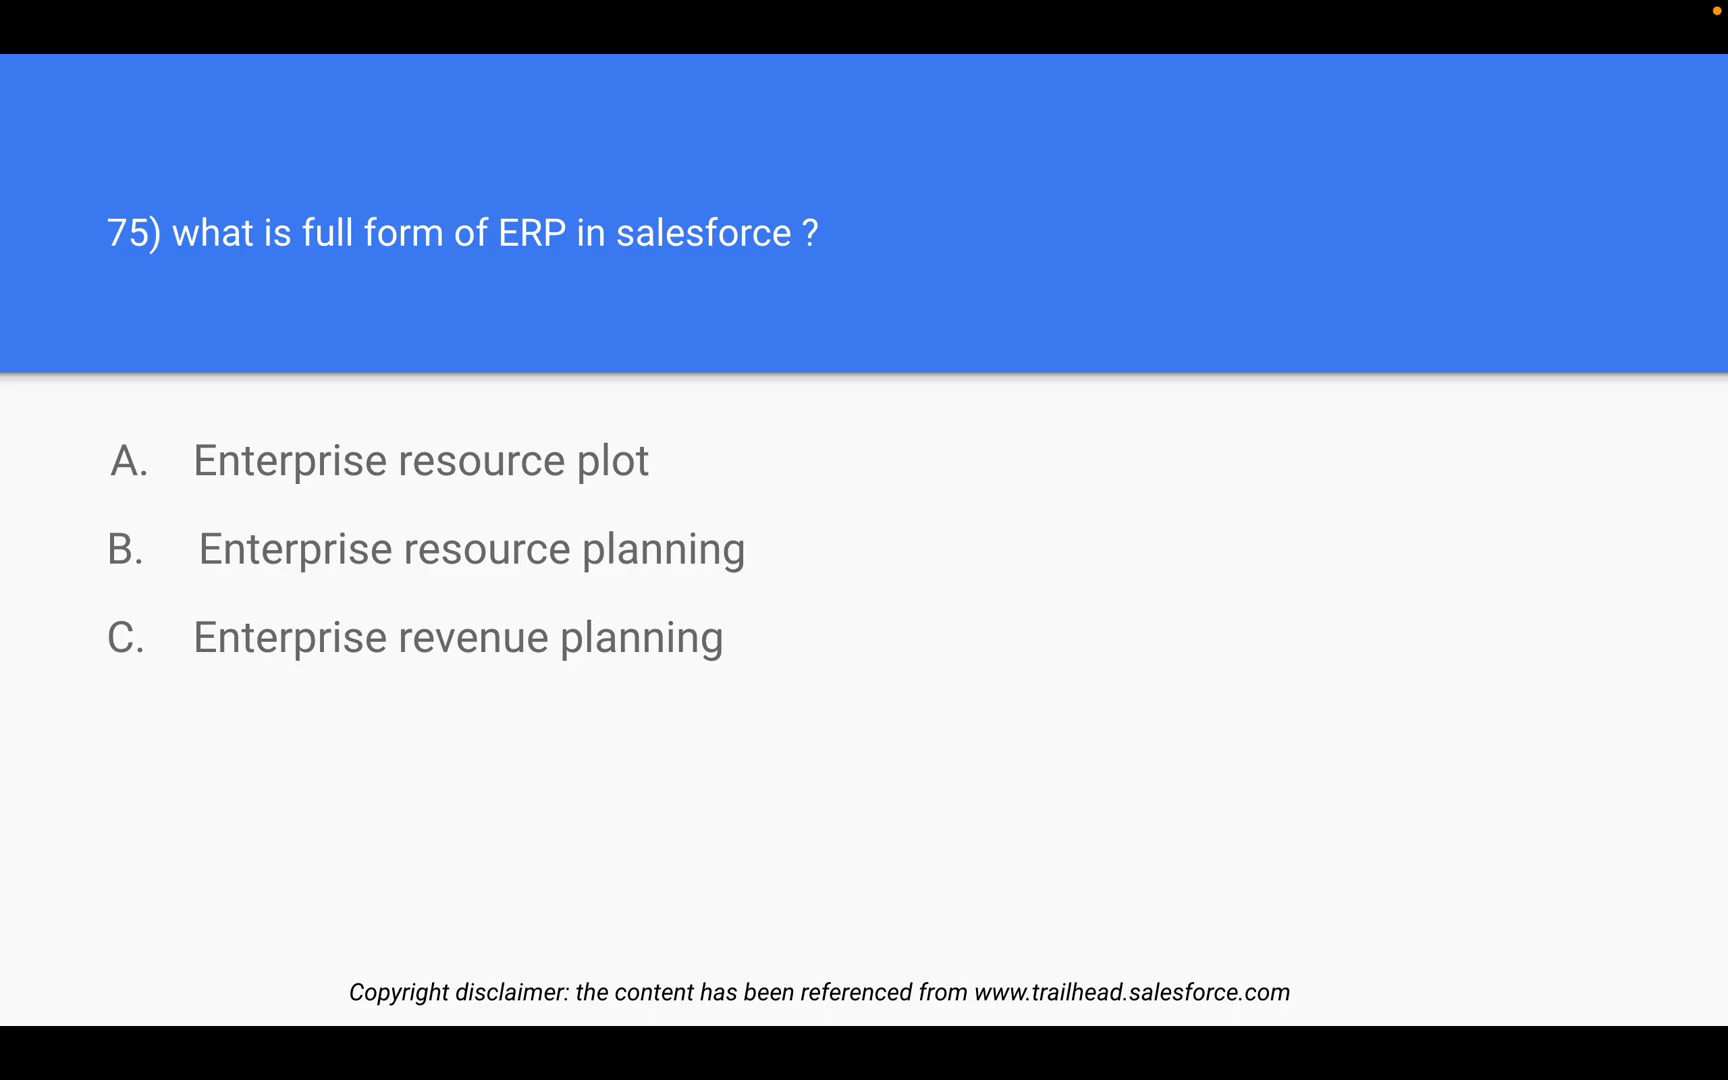 75) what is full form of ERP in salesforce ?
A. Enterprise resource plot
B. Enterprise resource planning
C. Enterprise revenue planning
Copyright disclaimer: the content has been referenced from www.trailhead.salesforce.com